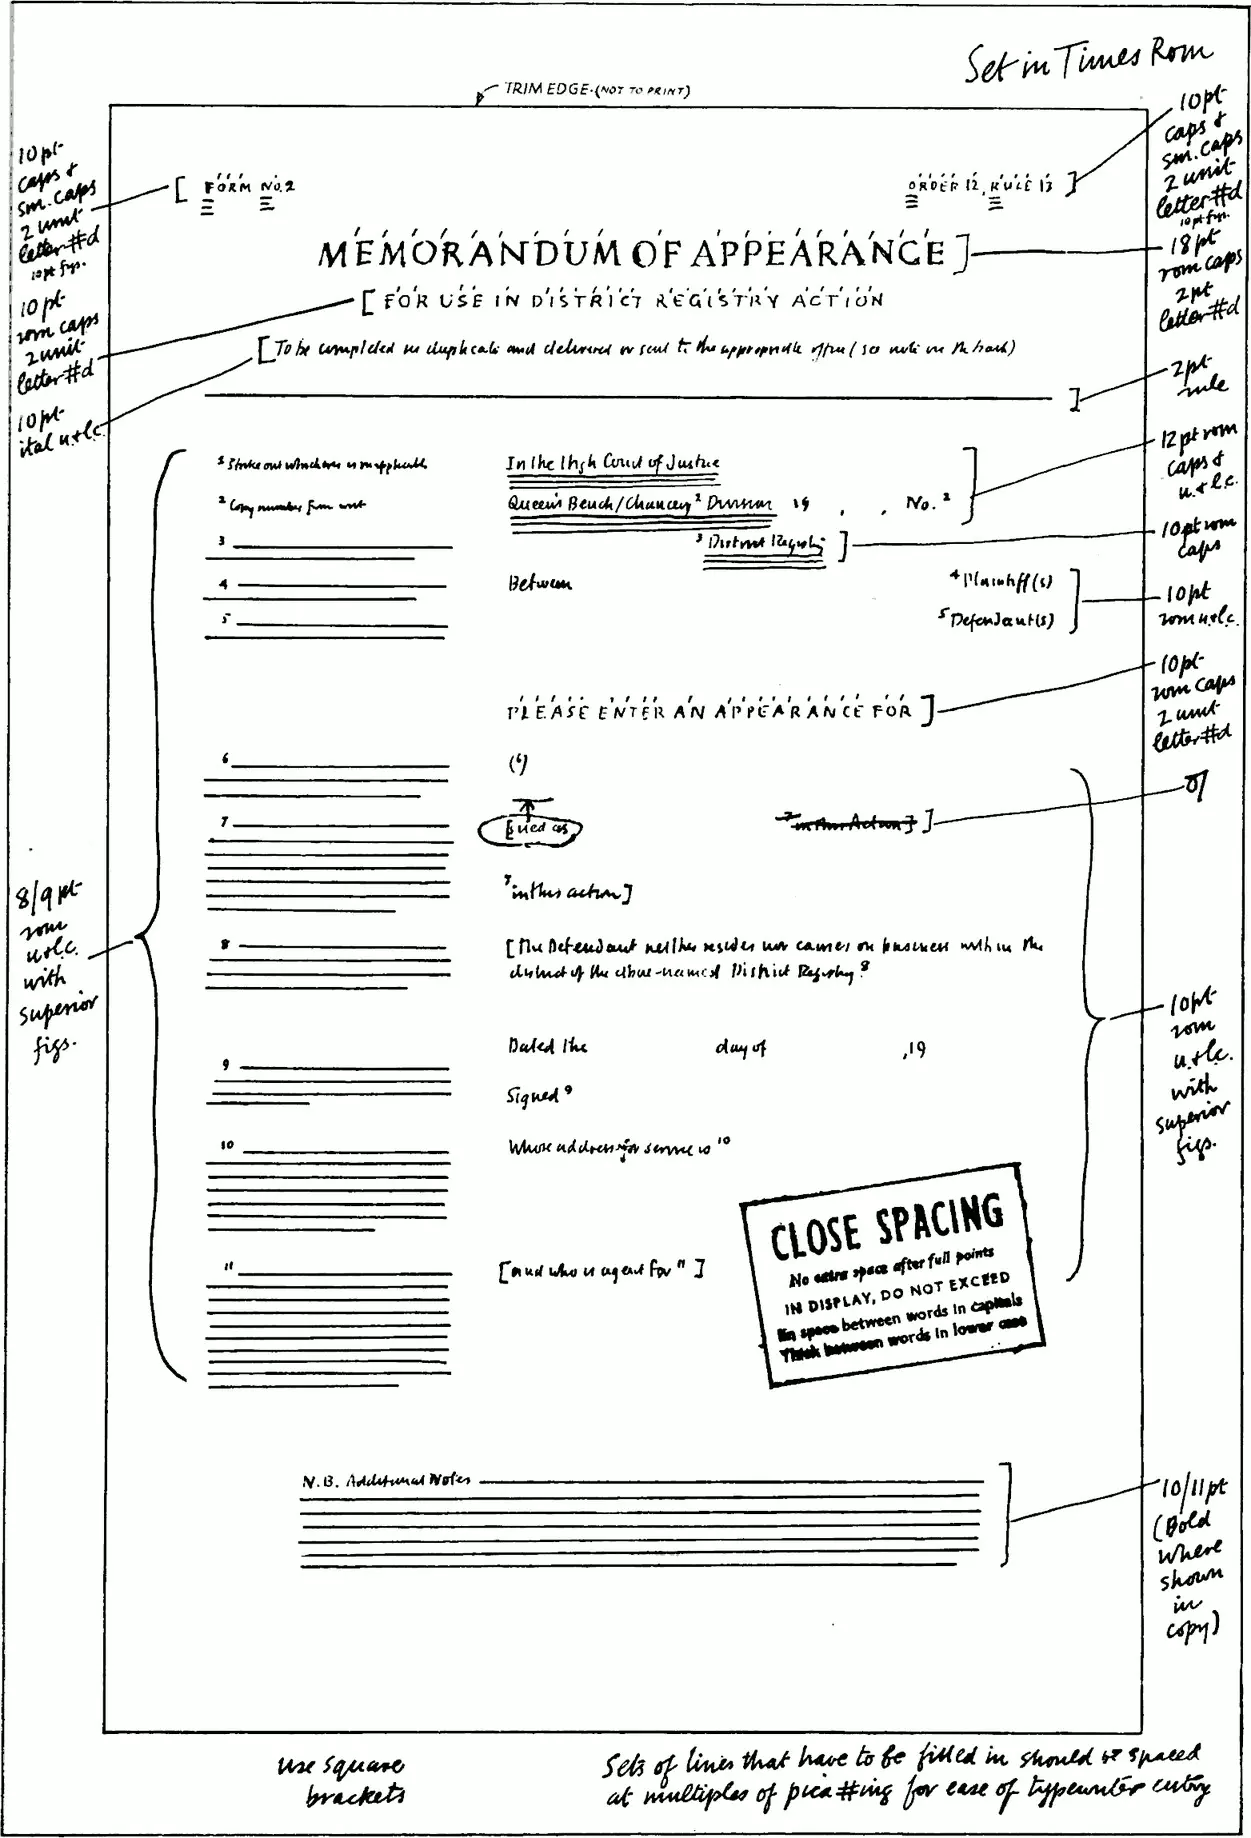 Set in Times Rom
TRIM EDGE-(NOT TO PRINT)
10pt
caps &
sm. caps
2 unit
letter#d
10pt figs.
[ FORM No. 2
ORDER 12, RULE 13 ]
10pt
caps &
sm. caps
2 unit
letter#d
10pt figs.
MEMORANDUM OF APPEARANCE ]
18pt
rom caps
2pt
letter#d
[ FOR USE IN DISTRICT REGISTRY ACTION
10pt
rom caps
2 unit
letter#d
[ To be completed in duplicate and delivered or sent to the appropriate office (see note on the back)
10pt
ital u&lc.
]
2pt
rule
1 Strike out whichever is inapplicable
In the High Court of Justice
2 Copy number from writ
Queen's Bench/Chancery 2 Division 19 , , No. 2
12pt rom
caps &
u.&l.c.
3
3 District Registry ]
10pt rom
caps
4
Between
4 Plaintiff(s)
5
5 Defendant(s)
10pt
rom u&l.c.
PLEASE ENTER AN APPEARANCE FOR ]
10pt
rom caps
2 unit
letter#d
6
(6)
7
[sued as
7 in this Action] ]
7 in this action]
8/9pt
rom
u&l.c.
with
superior
figs.
8
[The Defendant neither resides nor carries on business within the
district of the above-named District Registry 8
9
Dated the day of ,19
Signed 9
10
Whose address for service is 10
10pt
rom
u.&l.c.
with
superior
figs.
11
[and who is agent for 11 ]
CLOSE SPACING
No extra space after full points
IN DISPLAY, DO NOT EXCEED
En space between words in capitals
Thick between words in lower case
N.B. Additional Notes
10/11pt
(Bold
where
shown
in
copy)
Use square
brackets
Sets of lines that have to be filled in should be spaced
at multiples of pica #ing for ease of typewriter entry